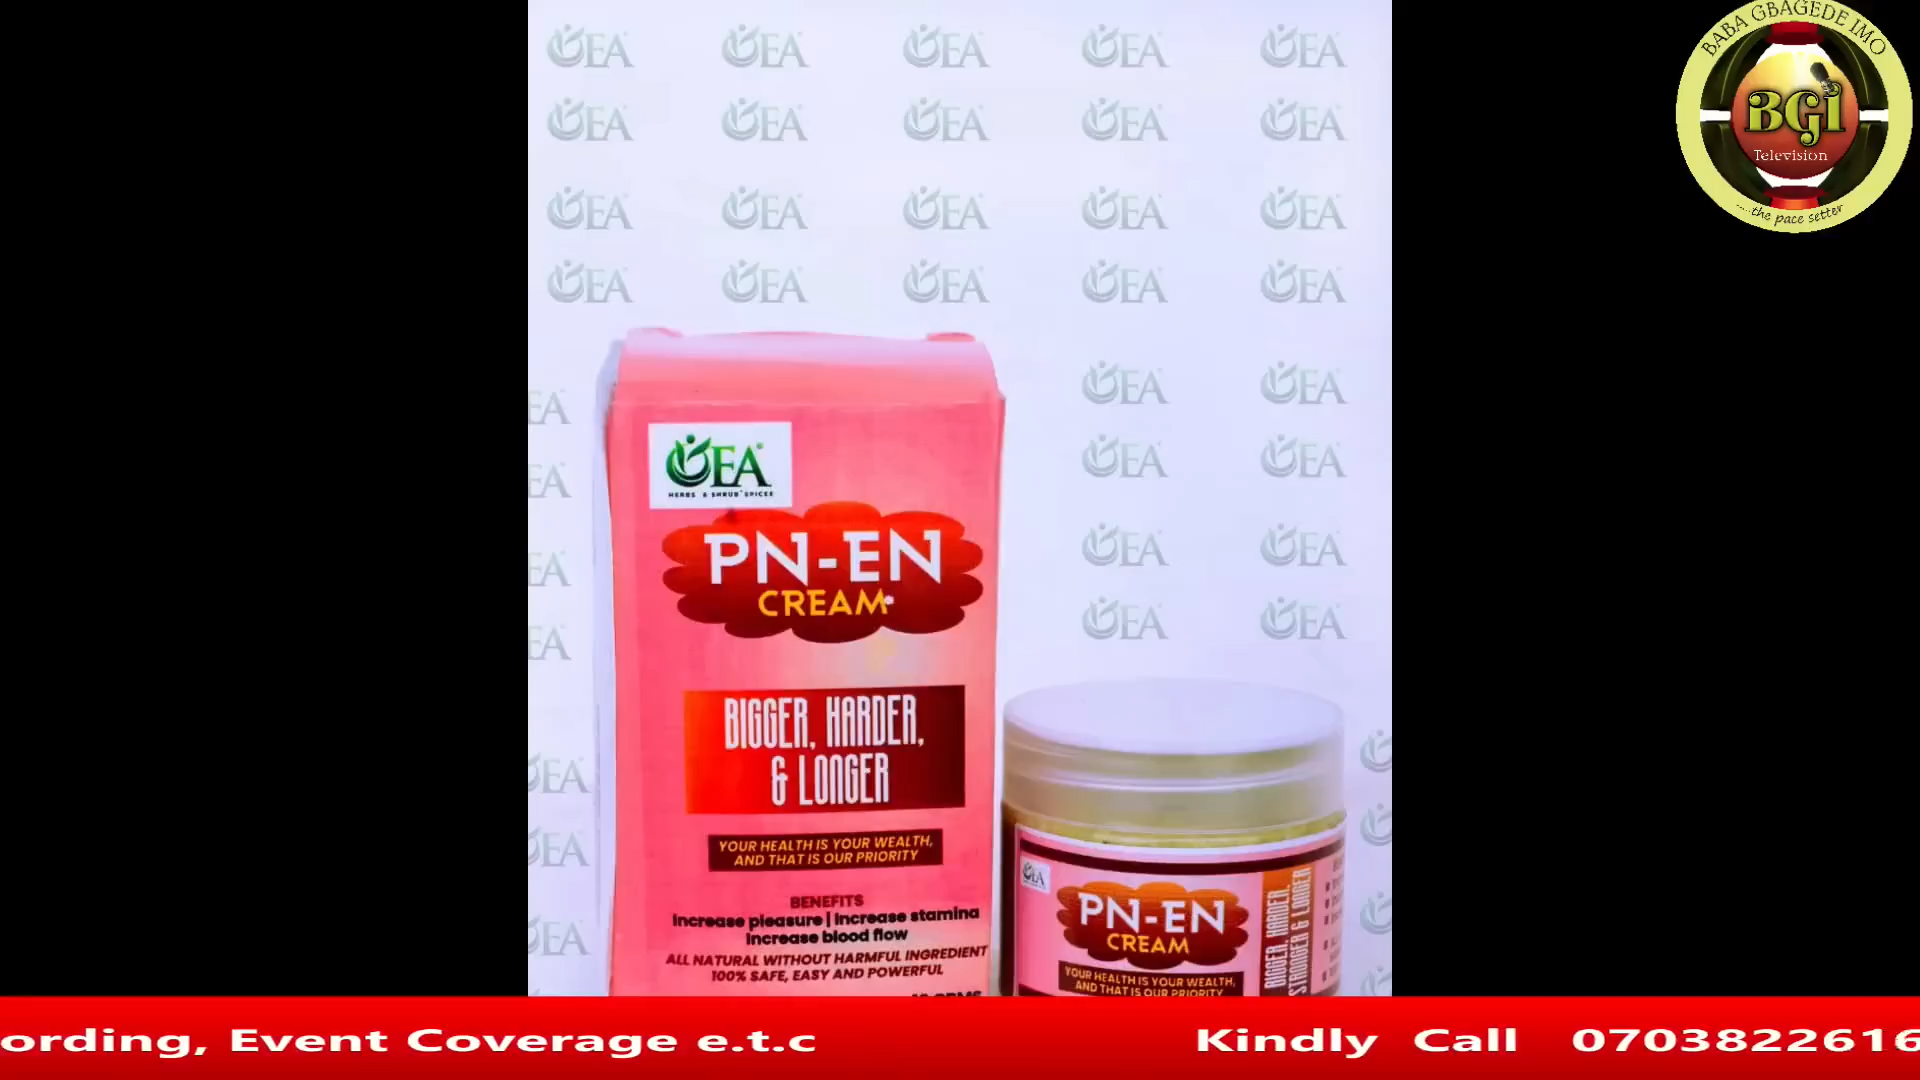 BABA GBAGEDE IMO
BGI
Television
.....the pace setter
EA
HERBS & SHRUB SPICES
PN-EN
CREAM
BIGGER, HARDER,
& LONGER
YOUR HEALTH IS YOUR WEALTH,
AND THAT IS OUR PRIORITY
BENEFITS
Increase pleasure | Increase stamina
Increase blood flow
ALL NATURAL WITHOUT HARMFUL INGREDIENT
100% SAFE, EASY AND POWERFUL
PN-EN
CREAM
YOUR HEALTH IS YOUR WEALTH,
AND THAT IS OUR PRIORITY
BIGGER, HARDER,
STRONGER & LONGER
ording, Event Coverage e.t.c Kindly Call 0703822616